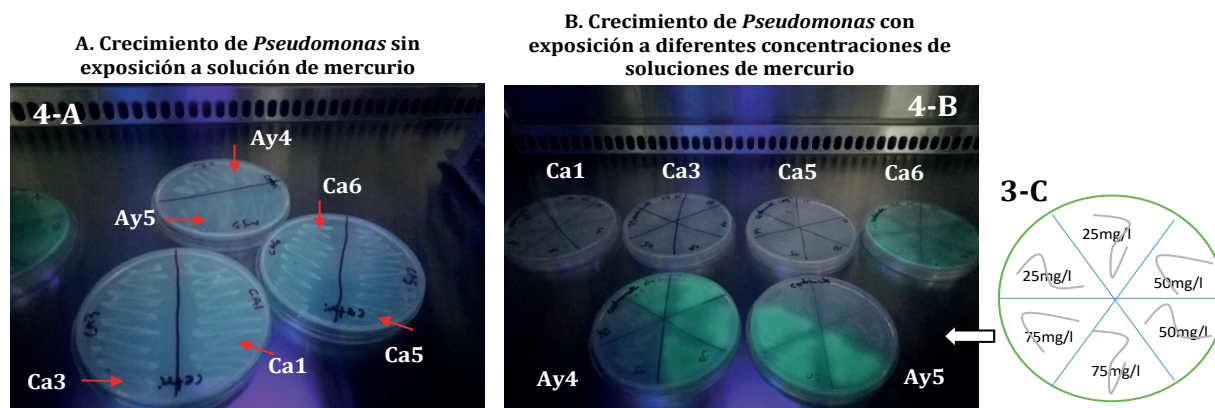 A. Crecimiento de Pseudomonas sin
exposición a solución de mercurio
B. Crecimiento de Pseudomonas con
exposición a diferentes concentraciones de
soluciones de mercurio
4-A
Ay4
Ca6
Ay5
CA3
CA1
Ca3
Ca1
Ca5
4-B
Ca1
Ca3
Ca5
Ca6
Ay4
Ay5
3-C
25mg/l
25mg/l
50mg/l
75mg/l
50mg/l
75mg/l